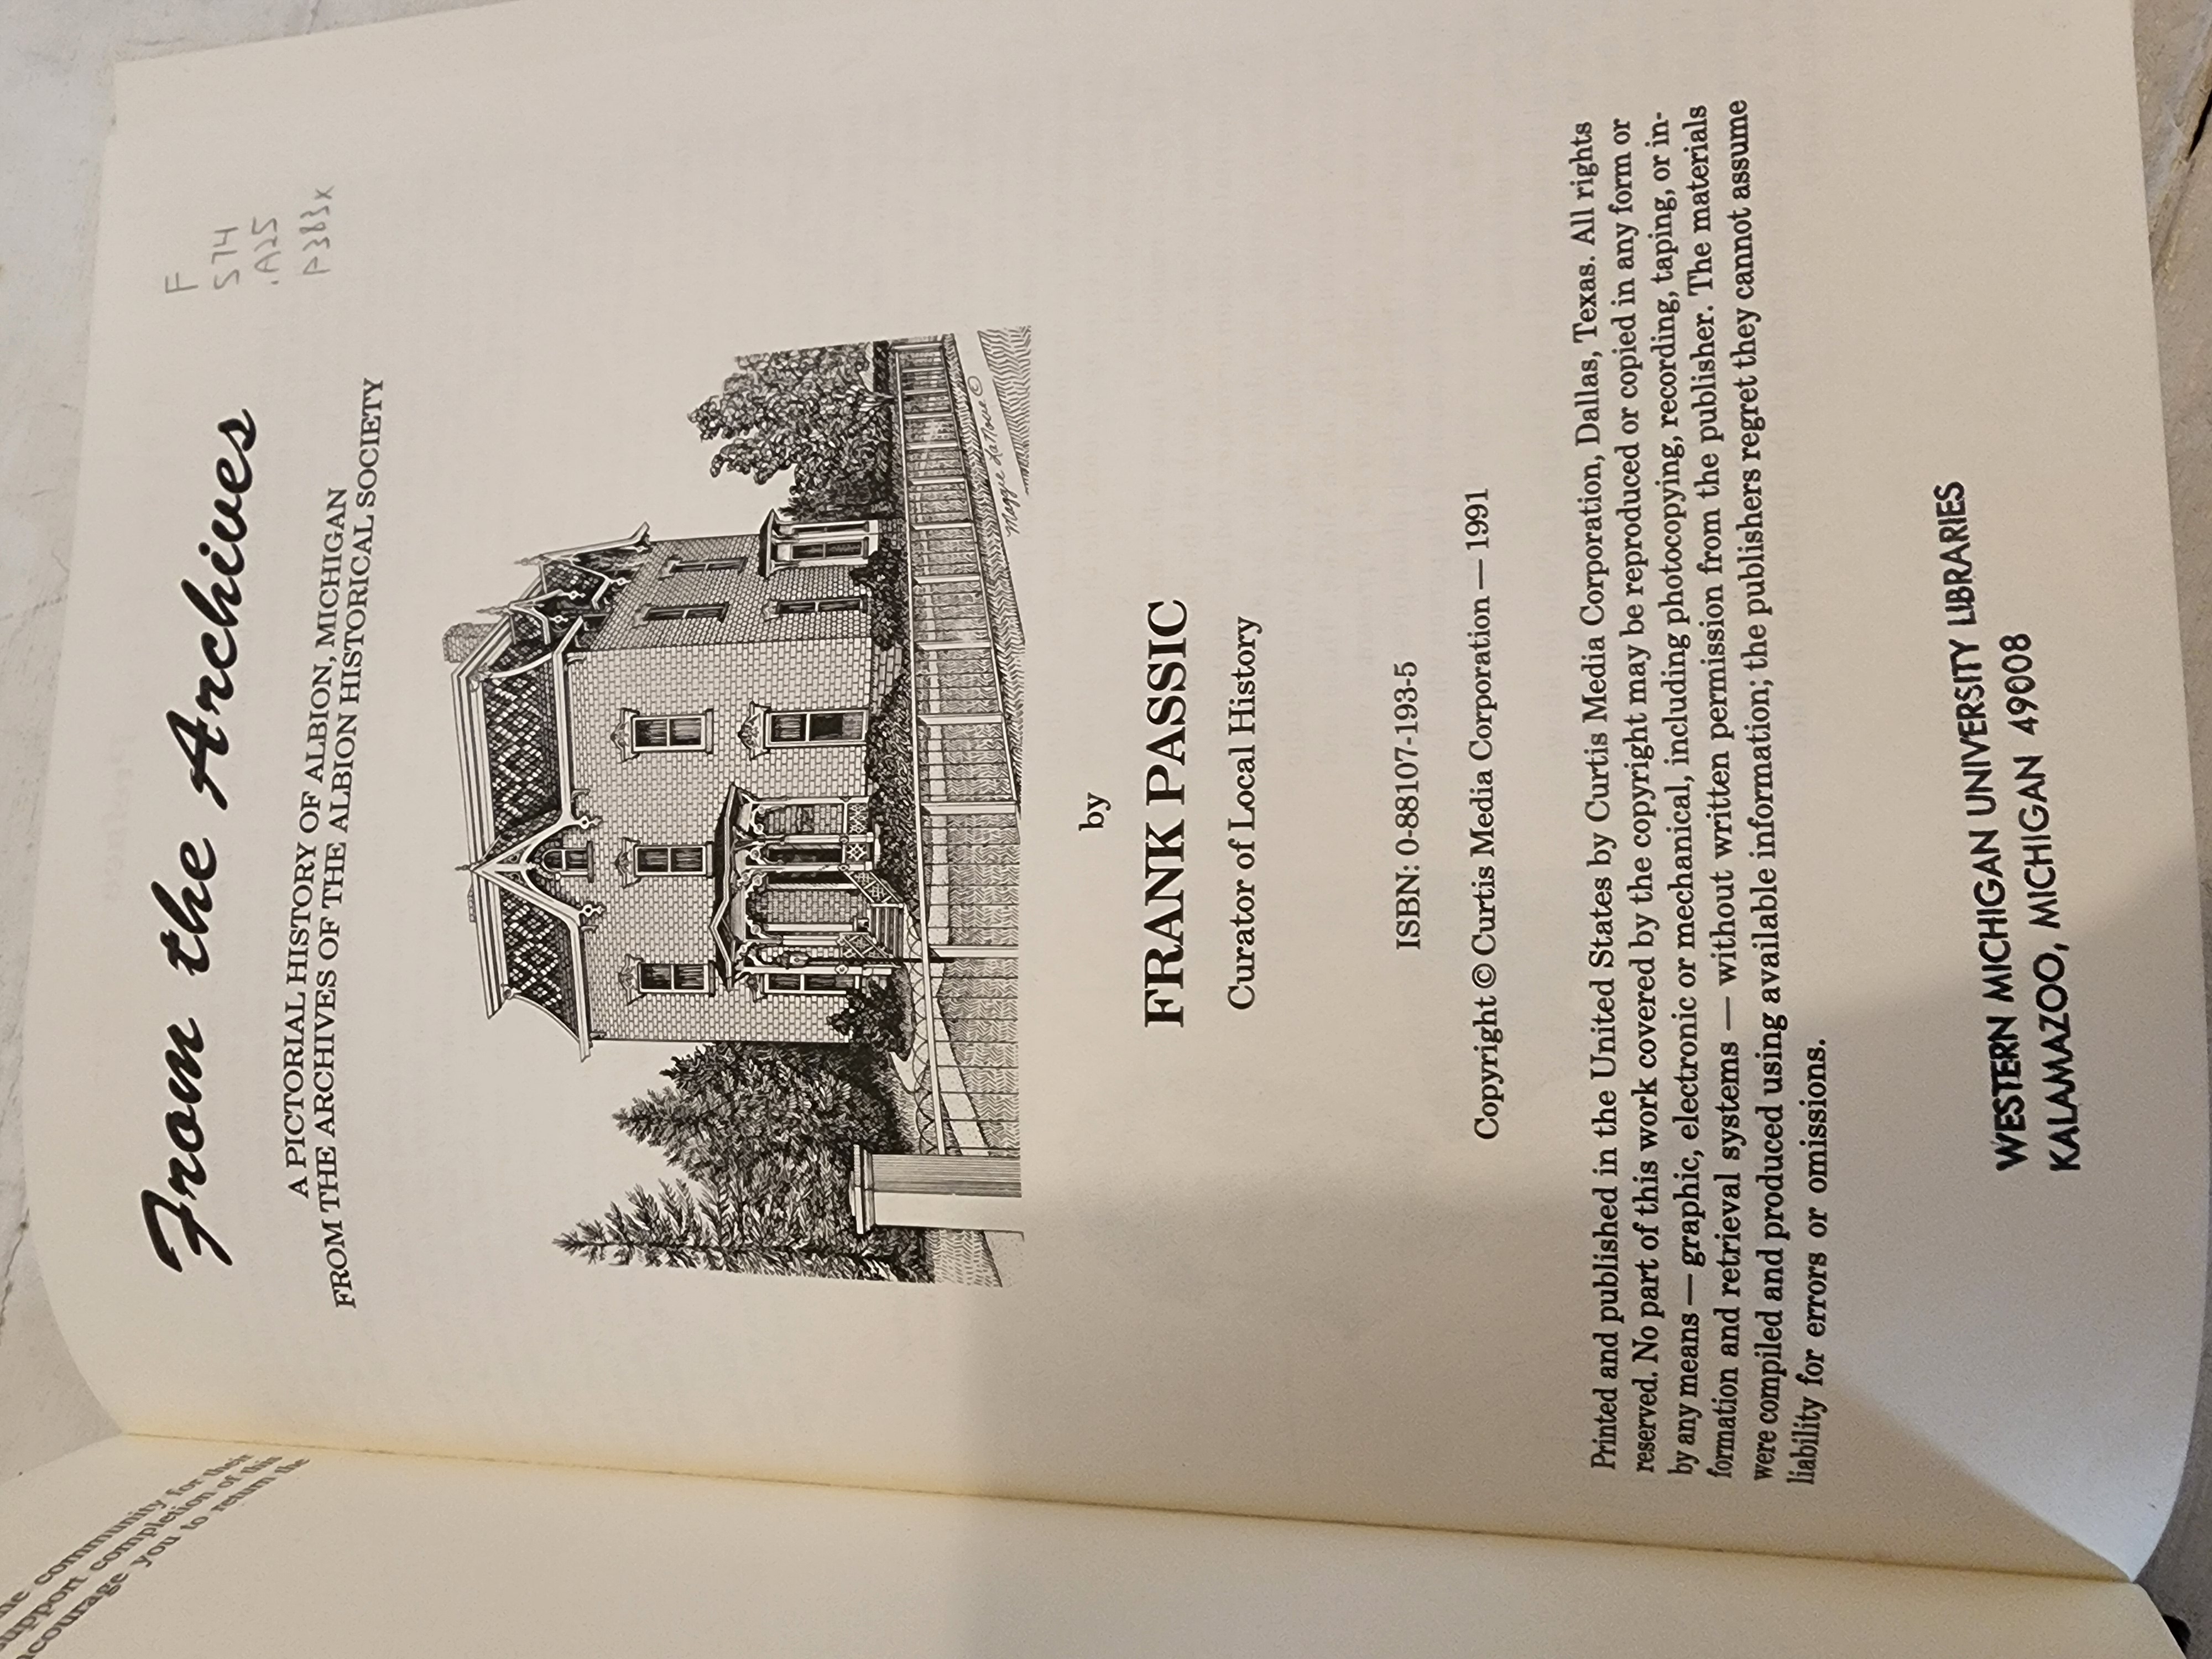 From the Archives
F
574
.A25
P383x
A PICTORIAL HISTORY OF ALBION, MICHIGAN
FROM THE ARCHIVES OF THE ALBION HISTORICAL SOCIETY
Maggie LaNoue ©
by
FRANK PASSIC
Curator of Local History
ISBN: 0-88107-193-5
Copyright © Curtis Media Corporation — 1991
Printed and published in the United States by Curtis Media Corporation, Dallas, Texas. All rights
reserved. No part of this work covered by the copyright may be reproduced or copied in any form or
by any means — graphic, electronic or mechanical, including photocopying, recording, taping, or in-
formation and retrieval systems — without written permission from the publisher. The materials
were compiled and produced using available information; the publishers regret they cannot assume
liability for errors or omissions.
WESTERN MICHIGAN UNIVERSITY LIBRARIES
KALAMAZOO, MICHIGAN 49008
community for their
support completion of this
you to return the